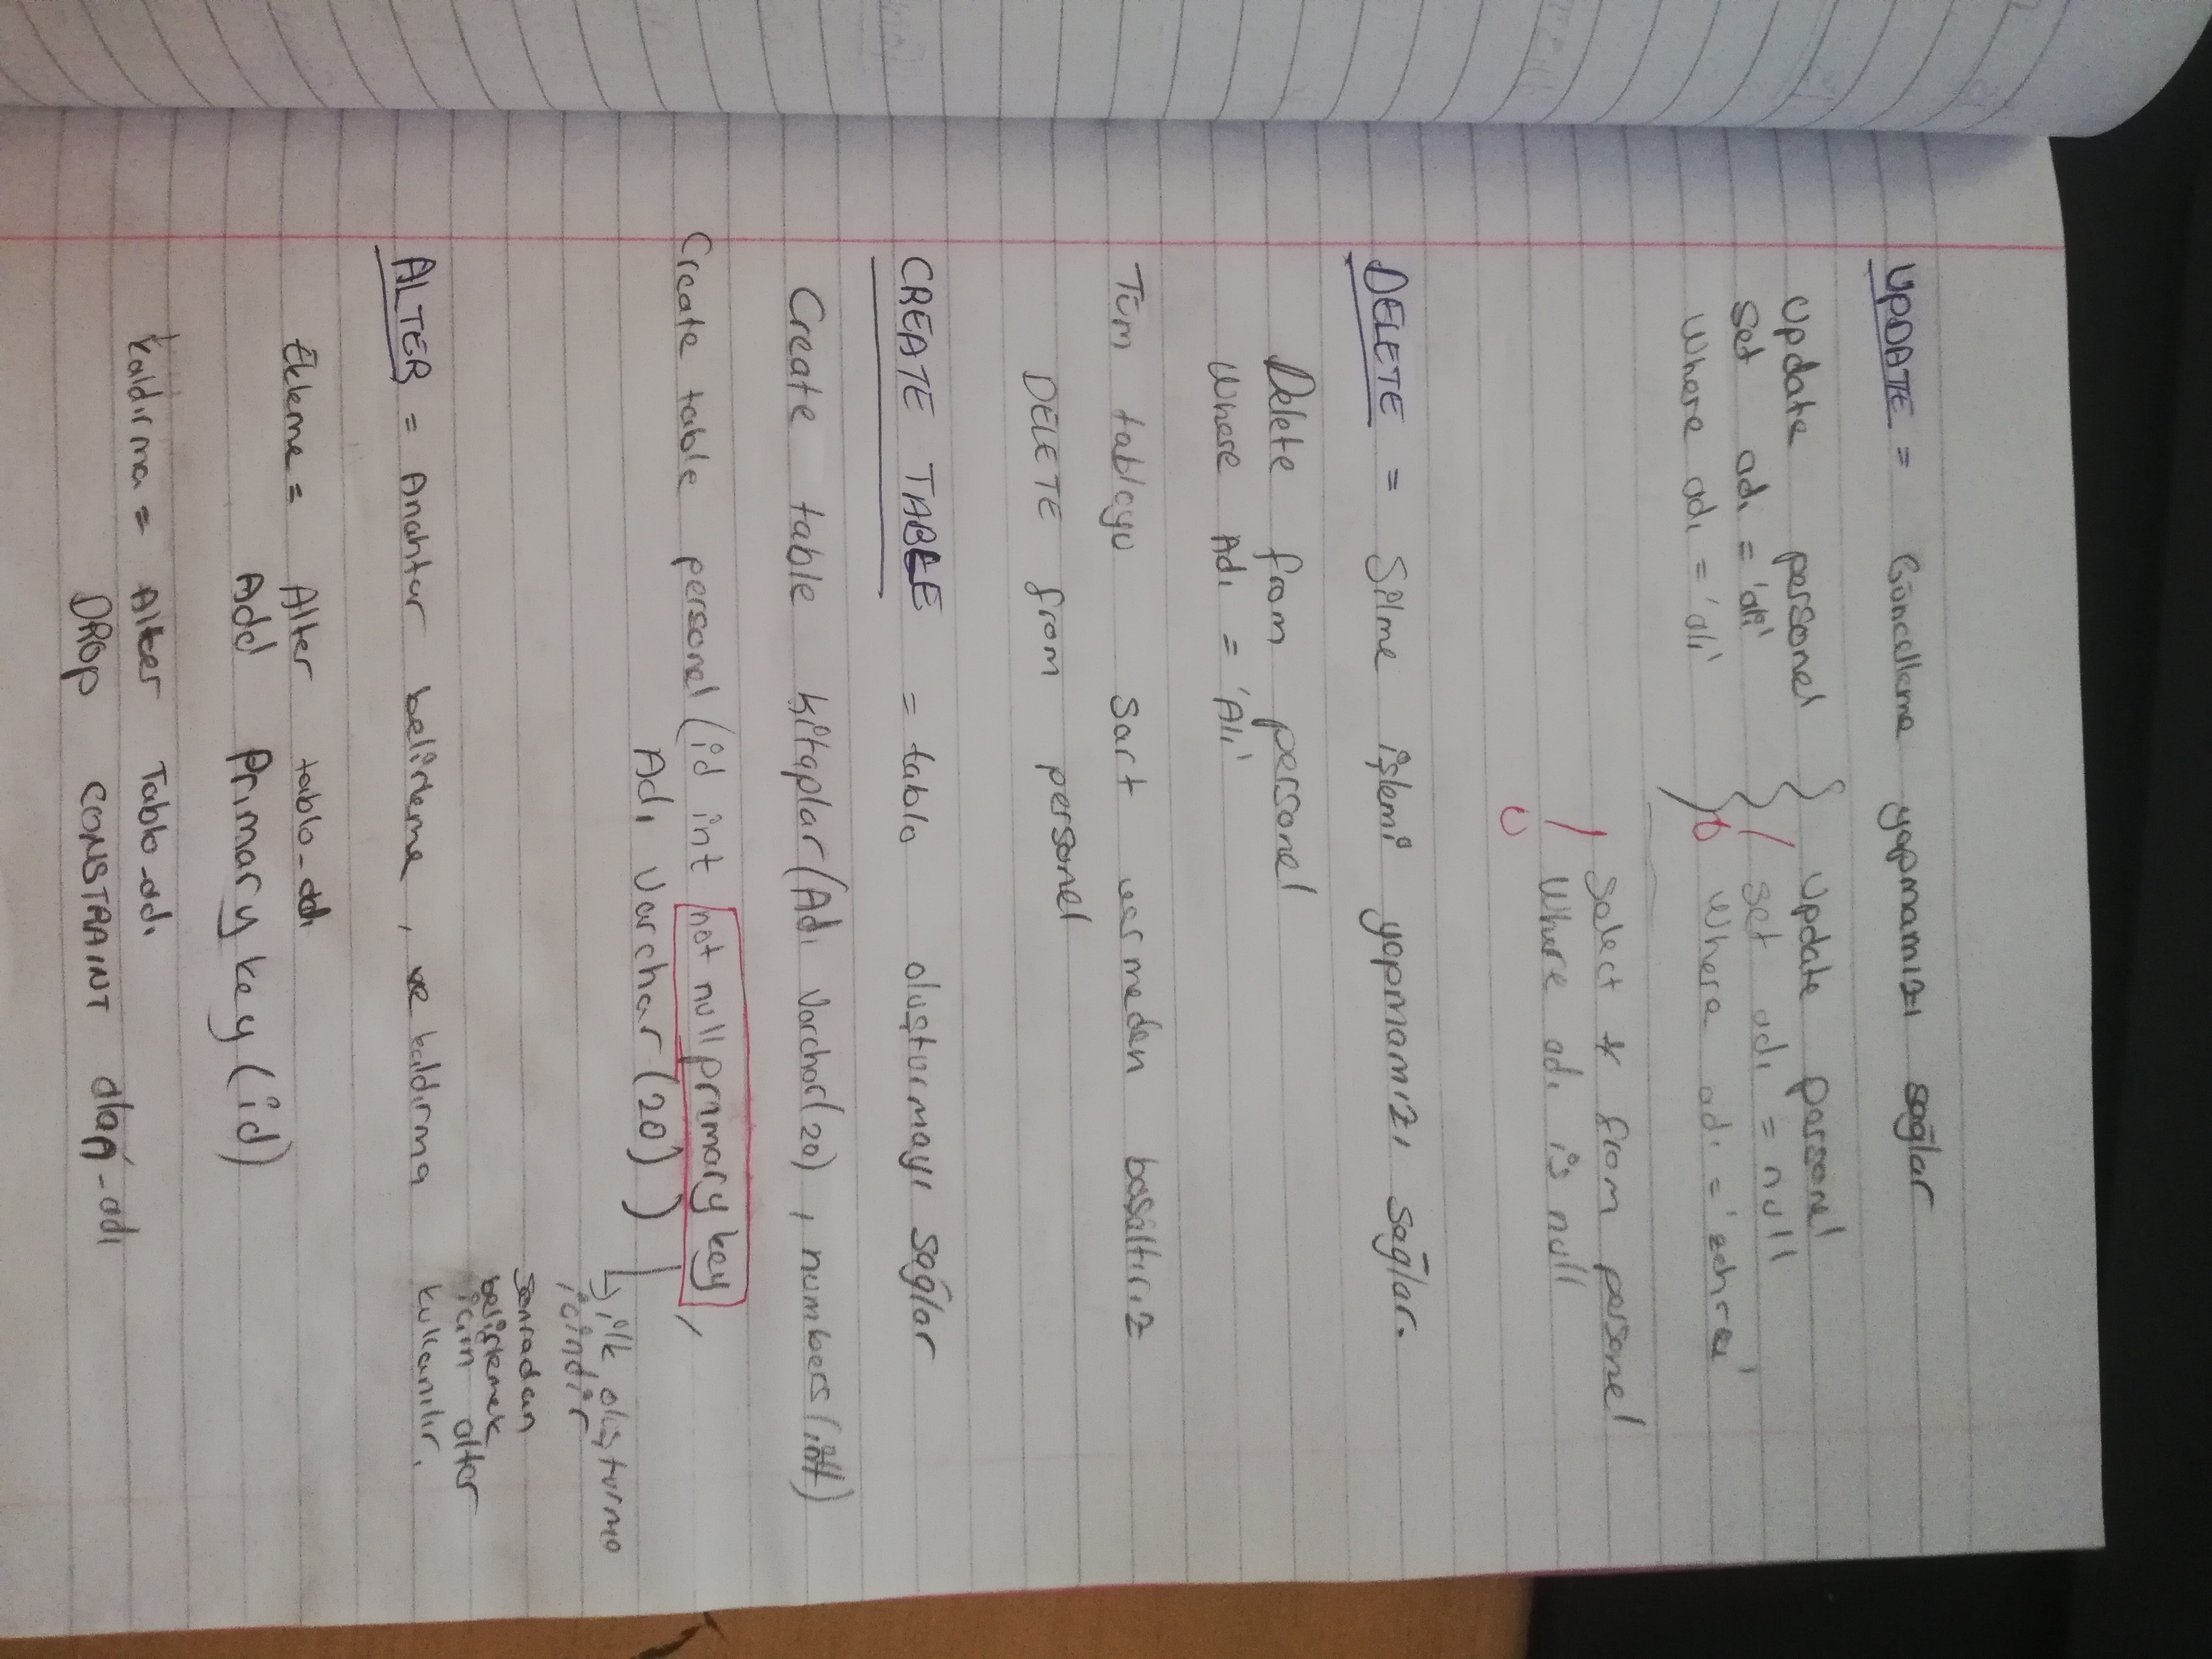 UPDATE = Güncelleme yapmamızı sağlar
Update personel
Set adı = 'ali'
Where adı = 'ali'
Update personel
set adı = null
Where adı = 'zehra'
Select * from personel
Where adı is null
DELETE = Silme işlemi yapmamızı sağlar.
Delete from personel
Where Adı = 'Ali'
Tüm tabloyu sart vermeden bosaltırız
DELETE from personel
CREATE TABLE = tablo oluşturmayı sağlar
Create table kitaplar (Adı Varchar(20) , numbers (int)
Create table personel (id int not null primary key ,
Adı Varchar (20) )
ilk oluşturma
icindir
sonradan
belirlemek
icin alter
kullanılır.
ALTER = Anahtar belirleme , ve kaldırma
Ekleme = Alter tablo_adı
Add Primary key (id)
kaldırma = Alter Tablo_adı
DROP CONSTRAINT alan_adı